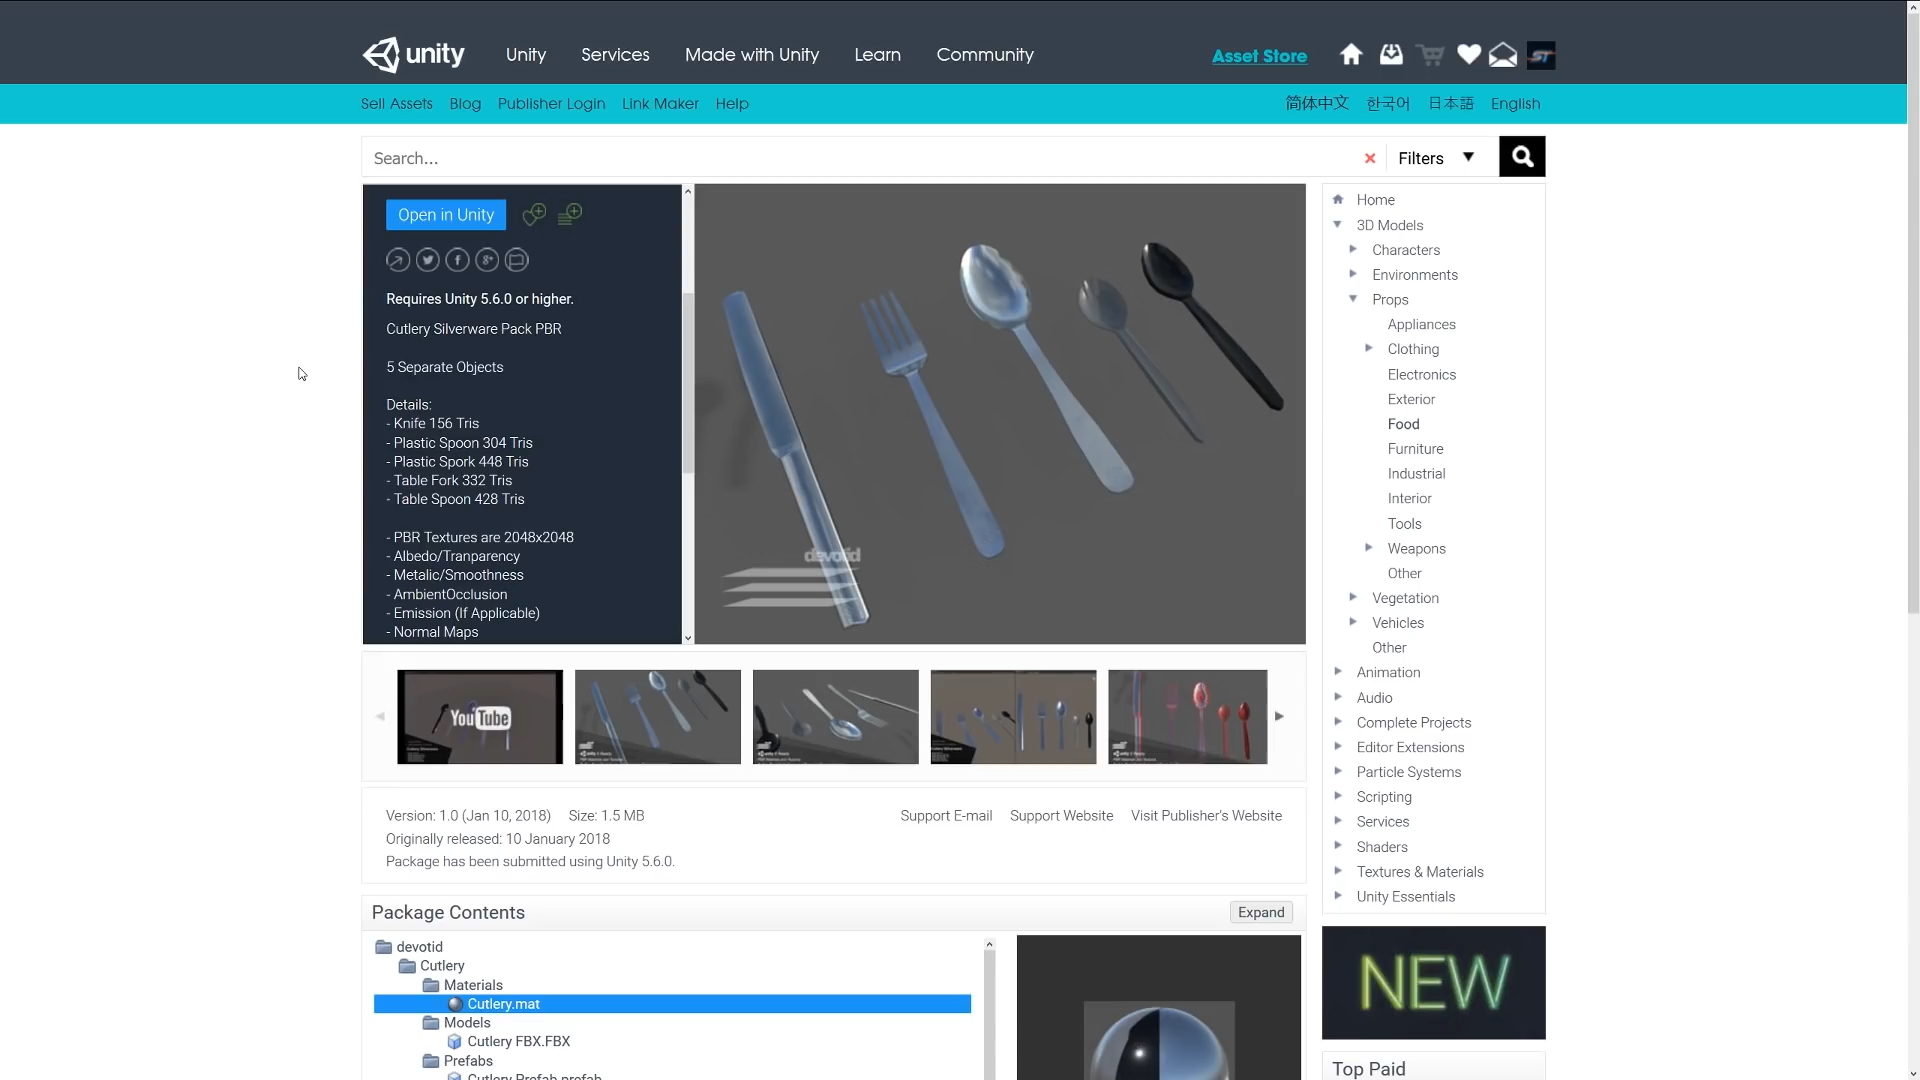 unity Unity Services Made with Unity Learn Community Asset Store ST
Sell Assets Blog Publisher Login Link Maker Help 简体中文 한국어 日本語 English
Search... Filters
Open in Unity
Requires Unity 5.6.0 or higher.
Cutlery Silverware Pack PBR
5 Separate Objects
Details:
- Knife 156 Tris
- Plastic Spoon 304 Tris
- Plastic Spork 448 Tris
- Table Fork 332 Tris
- Table Spoon 428 Tris
- PBR Textures are 2048x2048
- Albedo/Tranparency
- Metalic/Smoothness
- AmbientOcclusion
- Emission (If Applicable)
- Normal Maps
devotid
Home
3D Models
Characters
Environments
Props
Appliances
Clothing
Electronics
Exterior
Food
Furniture
Industrial
Interior
Tools
Weapons
Other
Vegetation
Vehicles
Other
Animation
Audio
Complete Projects
Editor Extensions
Particle Systems
Scripting
Services
Shaders
Textures & Materials
Unity Essentials
YouTube
Version: 1.0 (Jan 10, 2018) Size: 1.5 MB Support E-mail Support Website Visit Publisher's Website
Originally released: 10 January 2018
Package has been submitted using Unity 5.6.0.
Package Contents Expand
devotid
Cutlery
Materials
Cutlery.mat
Models
Cutlery FBX.FBX
Prefabs
Cutlery Prefab.prefab
NEW
Top Paid